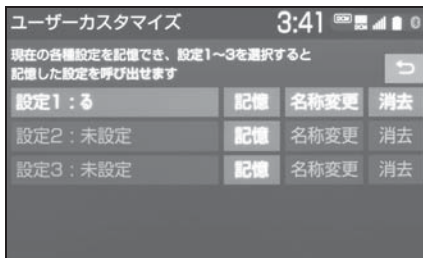 ユーザーカスタマイズ 3:41
現在の各種設定を記憶でき、設定1~3を選択すると
記憶した設定を呼び出せます
設定1:る 記憶 名称変更 消去
設定2:未設定 記憶 名称変更 消去
設定3:未設定 記憶 名称変更 消去